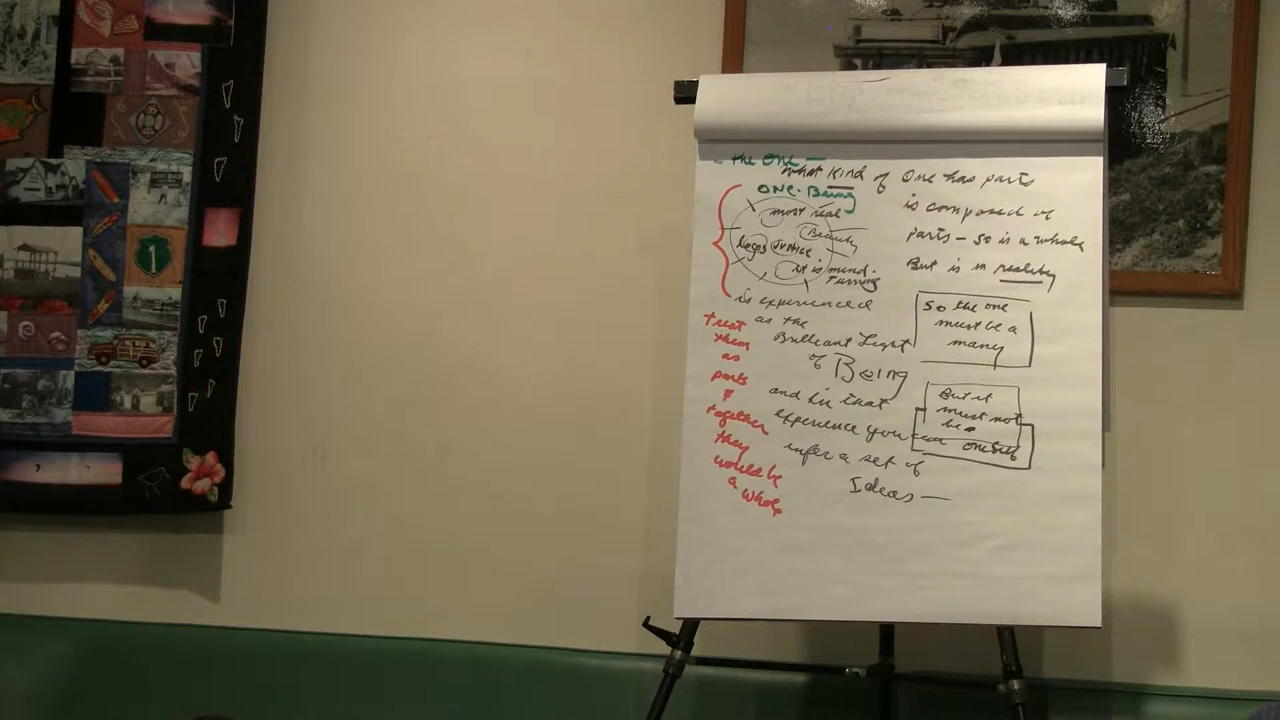 the One —
What kind of One has parts
ONE-Being
most real
Beauty
logos Justice
it is mind.
Turning
is experienced
as the
Brilliant Light
of Being
and in that
experience you can
infer a set of
Ideas —
is composed of
parts - so is a whole
But is in reality
So the one
must be a
many
But it
must not
be
oneself
treat
them
as
parts
&
together
they
would be
a whole
1